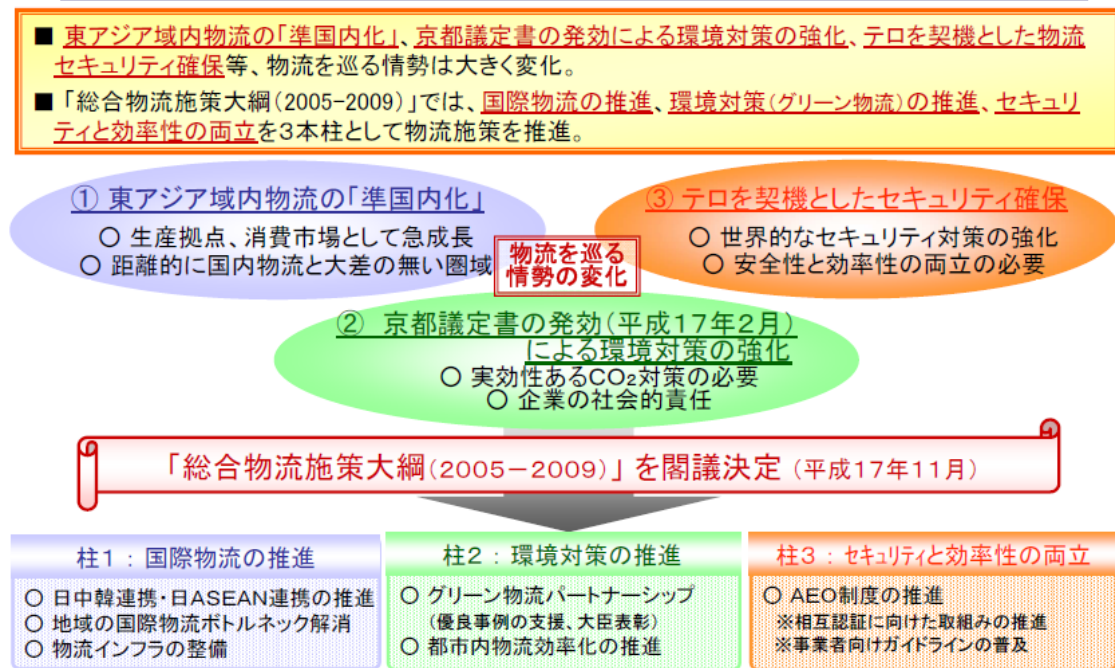 ■ 東アジア域内物流の「準国内化」、京都議定書の発効による環境対策の強化、テロを契機とした物流
セキュリティ確保等、物流を巡る情勢は大きく変化。
■ 「総合物流施策大綱(2005-2009)」では、国際物流の推進、環境対策(グリーン物流)の推進、セキュリ
ティと効率性の両立を3本柱として物流施策を推進。
① 東アジア域内物流の「準国内化」
○ 生産拠点、消費市場として急成長
○ 距離的に国内物流と大差の無い圏域
物流を巡る
情勢の変化
③ テロを契機としたセキュリティ確保
○ 世界的なセキュリティ対策の強化
○ 安全性と効率性の両立の必要
② 京都議定書の発効(平成17年2月)
による環境対策の強化
○ 実効性あるCO₂対策の必要
○ 企業の社会的責任
「総合物流施策大綱(2005-2009)」を閣議決定 (平成17年11月)
柱1:国際物流の推進
○ 日中韓連携・日ASEAN連携の推進
○ 地域の国際物流ボトルネック解消
○ 物流インフラの整備
柱2:環境対策の推進
○ グリーン物流パートナーシップ
(優良事例の支援、大臣表彰)
○ 都市内物流効率化の推進
柱3:セキュリティと効率性の両立
○ AEO制度の推進
※相互認証に向けた取組みの推進
※事業者向けガイドラインの普及